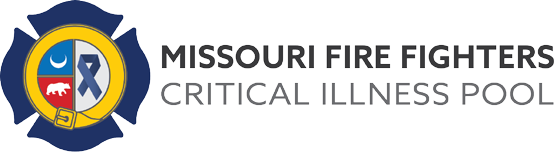 MISSOURI FIRE FIGHTERS
CRITICAL ILLNESS POOL